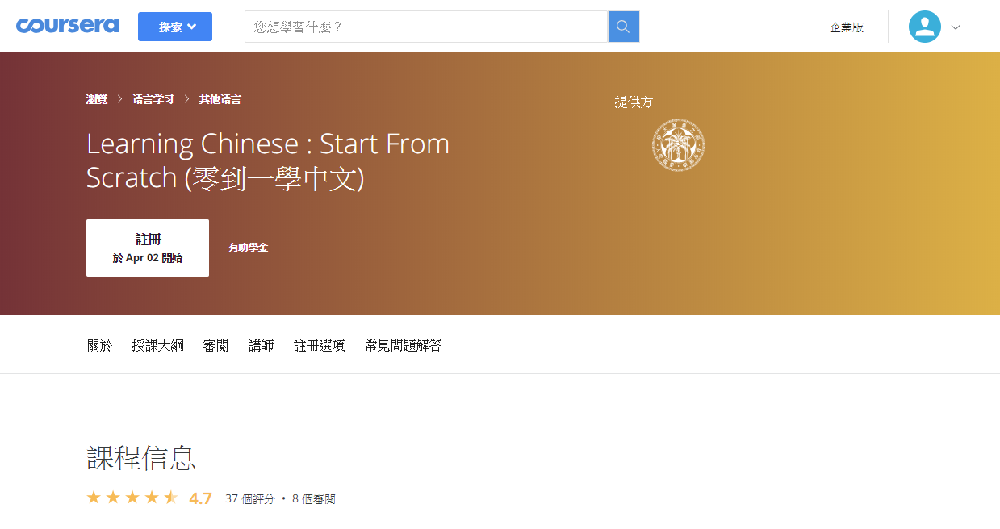 coursera
探索
您想學習什麼？
企業版
瀏覽 > 语言学习 > 其他语言
提供方
Learning Chinese : Start From
Scratch (零到一學中文)
註冊
於 Apr 02 開始
有助學金
關於 授課大綱 審閱 講師 註冊選項 常見問題解答
課程信息
4.7 37 個評分 • 8 個審閱